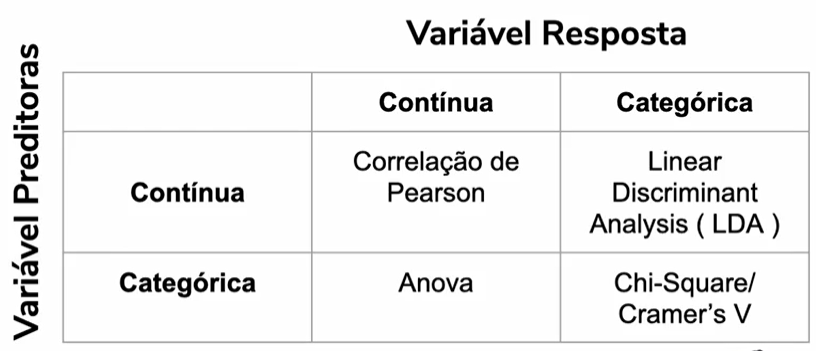 Variável Resposta
Variável Preditoras
Contínua
Categórica
Contínua
Correlação de
Pearson
Linear
Discriminant
Analysis ( LDA )
Categórica
Anova
Chi-Square/
Cramer's V